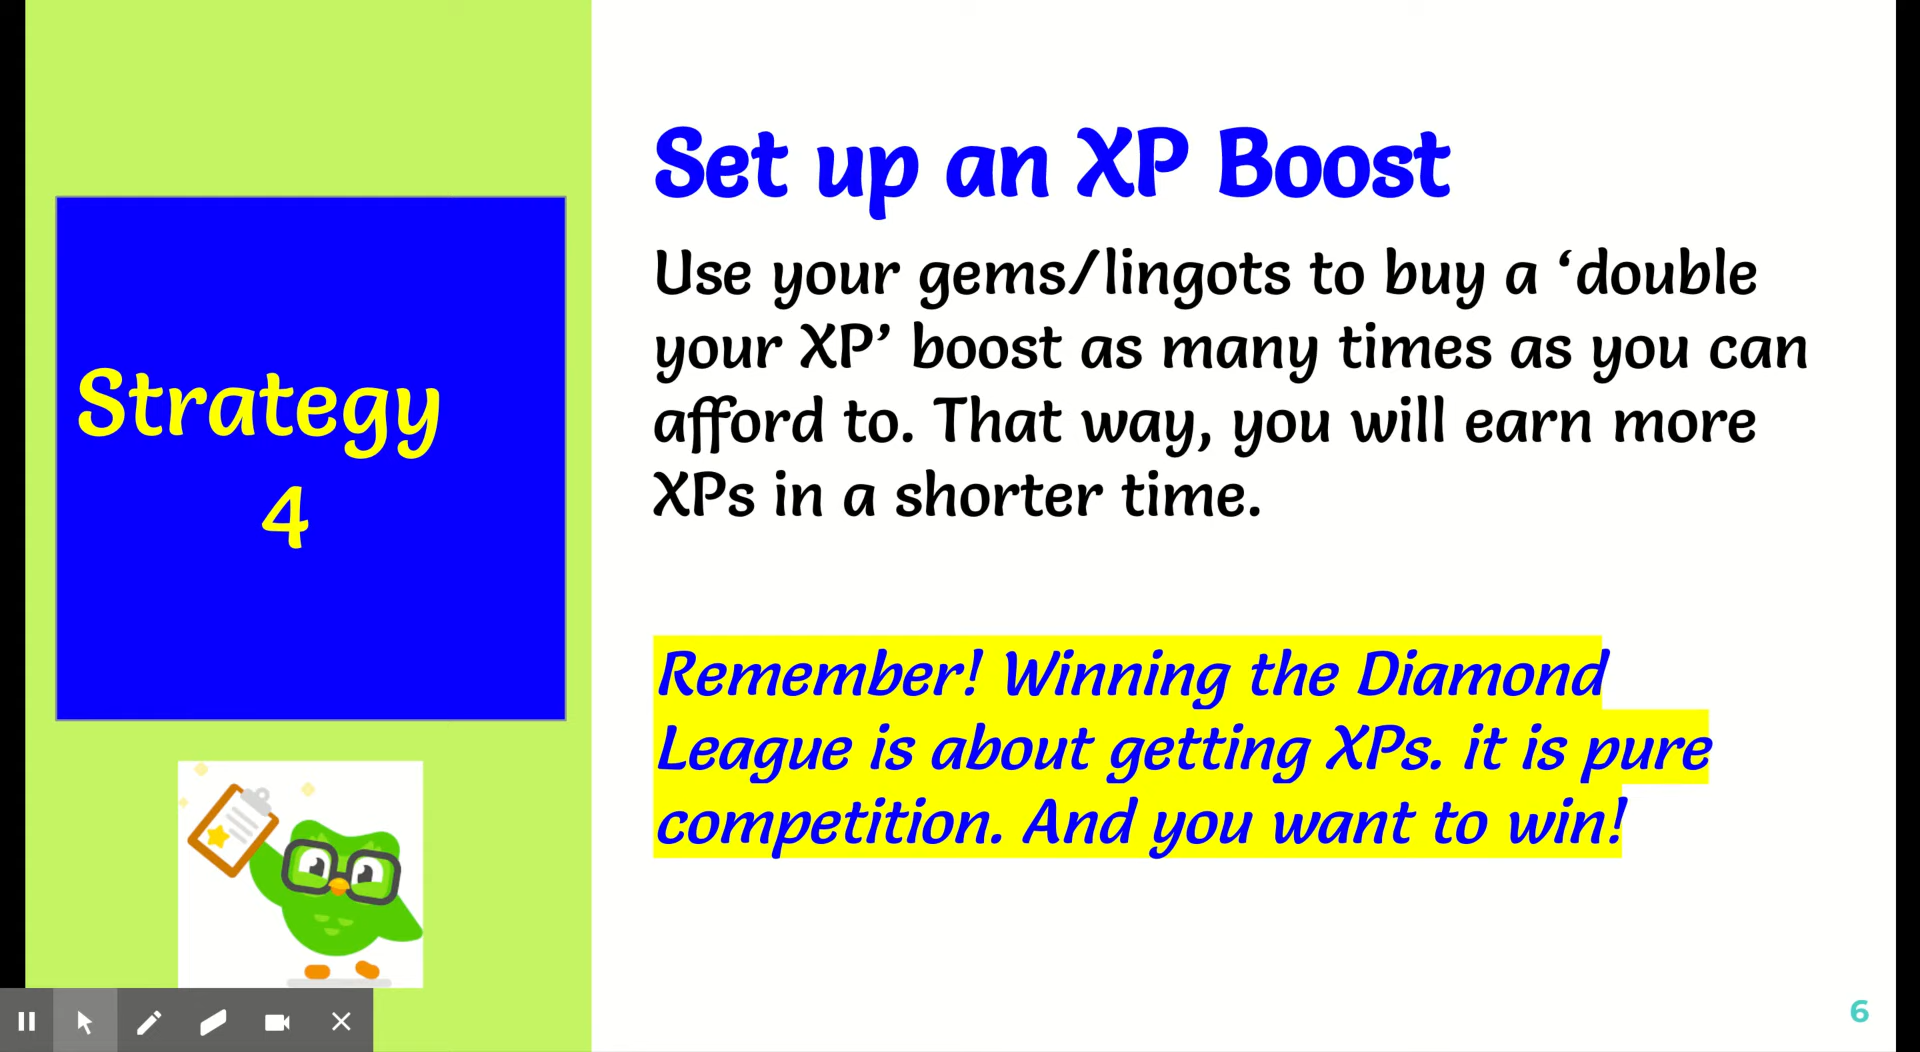 Strategy
4
Set up an XP Boost
Use your gems/lingots to buy a ‘double
your XP’ boost as many times as you can
afford to. That way, you will earn more
XPs in a shorter time.
Remember! Winning the Diamond
League is about getting XPs. it is pure
competition. And you want to win!
6